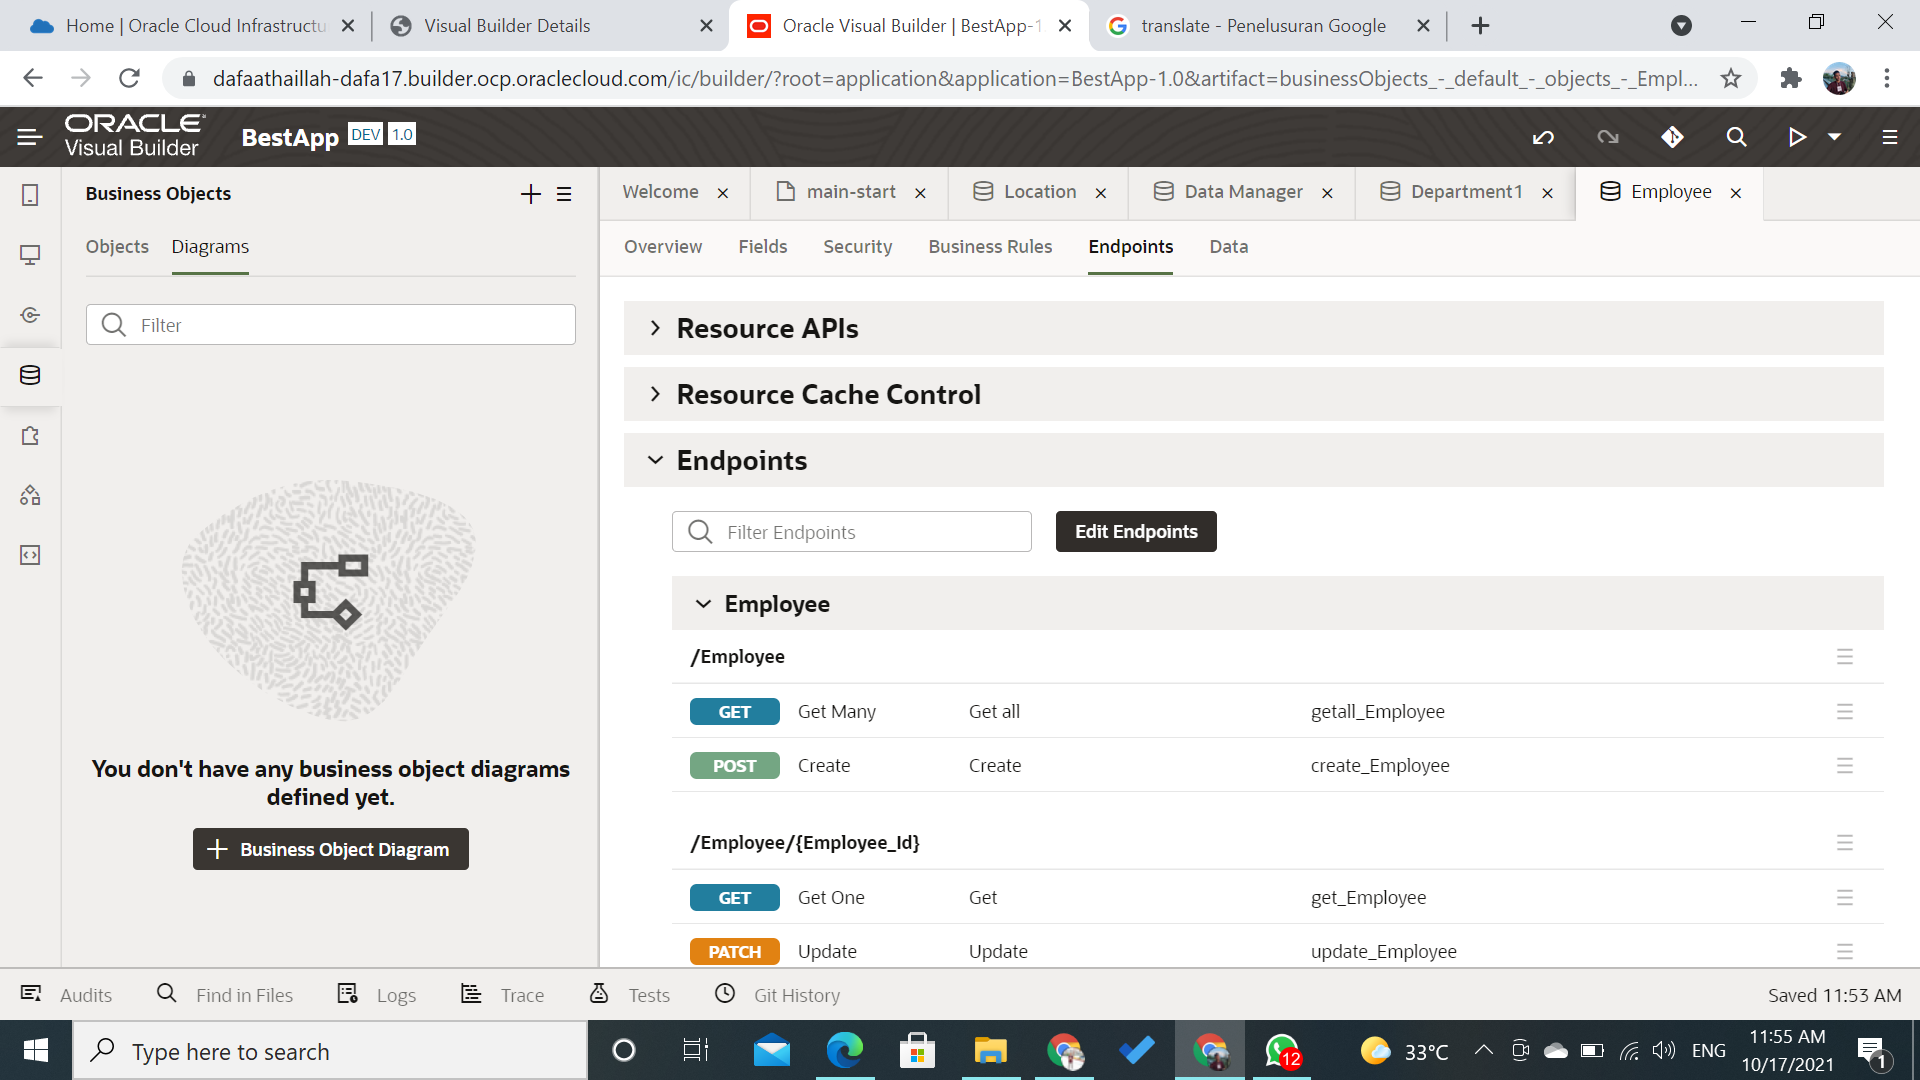 Home | Oracle Cloud Infrastructu
Visual Builder Details
Oracle Visual Builder | BestApp-1
translate - Penelusuran Google
dafaathaillah-dafa17.builder.ocp.oraclecloud.com/ic/builder/?root=application&application=BestApp-1.0&artifact=businessObjects_-_default_-_objects_-_Empl...
ORACLE
Visual Builder
BestApp DEV 1.0
Business Objects
Welcome
main-start
Location
Data Manager
Department1
Employee
Objects
Diagrams
Overview
Fields
Security
Business Rules
Endpoints
Data
Filter
Resource APIs
Resource Cache Control
Endpoints
Filter Endpoints
Edit Endpoints
Employee
/Employee
GET Get Many Get all getall_Employee
POST Create Create create_Employee
/Employee/{Employee_Id}
GET Get One Get get_Employee
PATCH Update Update update_Employee
You don't have any business object diagrams
defined yet.
Business Object Diagram
Audits
Find in Files
Logs
Trace
Tests
Git History
Saved 11:53 AM
Type here to search
12
33°C
ENG
11:55 AM
10/17/2021
1